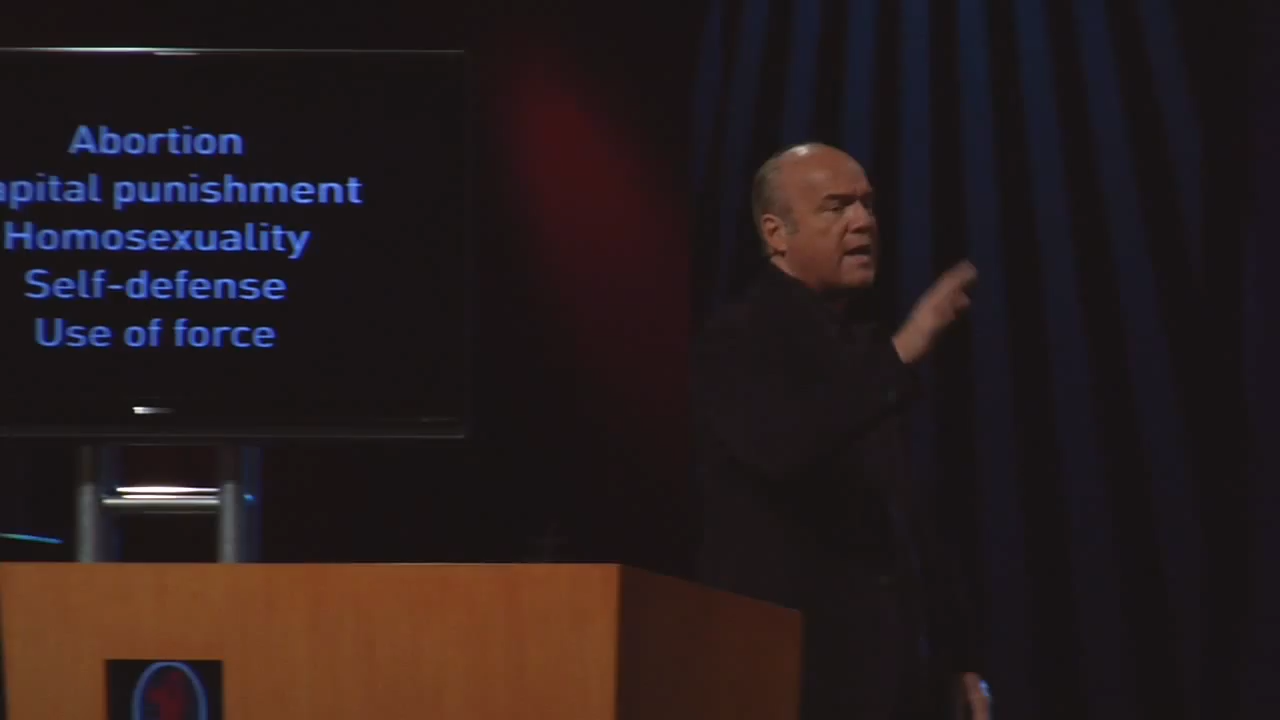 Abortion
apital punishment
Homosexuality
Self-defense
Use of force